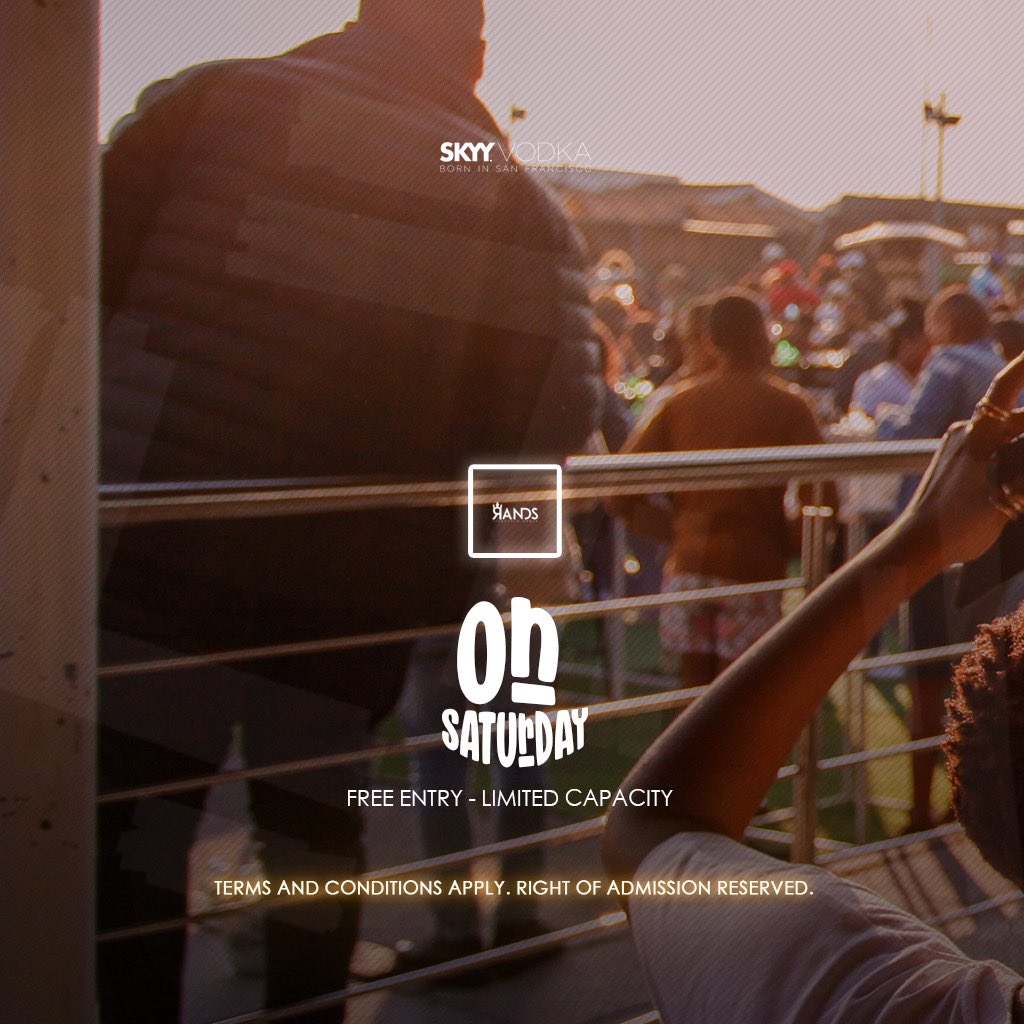 SKYY VODKA
BORN IN SAN FRANCISCO
RANDS
On
SATURDAY
FREE ENTRY - LIMITED CAPACITY
TERMS AND CONDITIONS APPLY. RIGHT OF ADMISSION RESERVED.